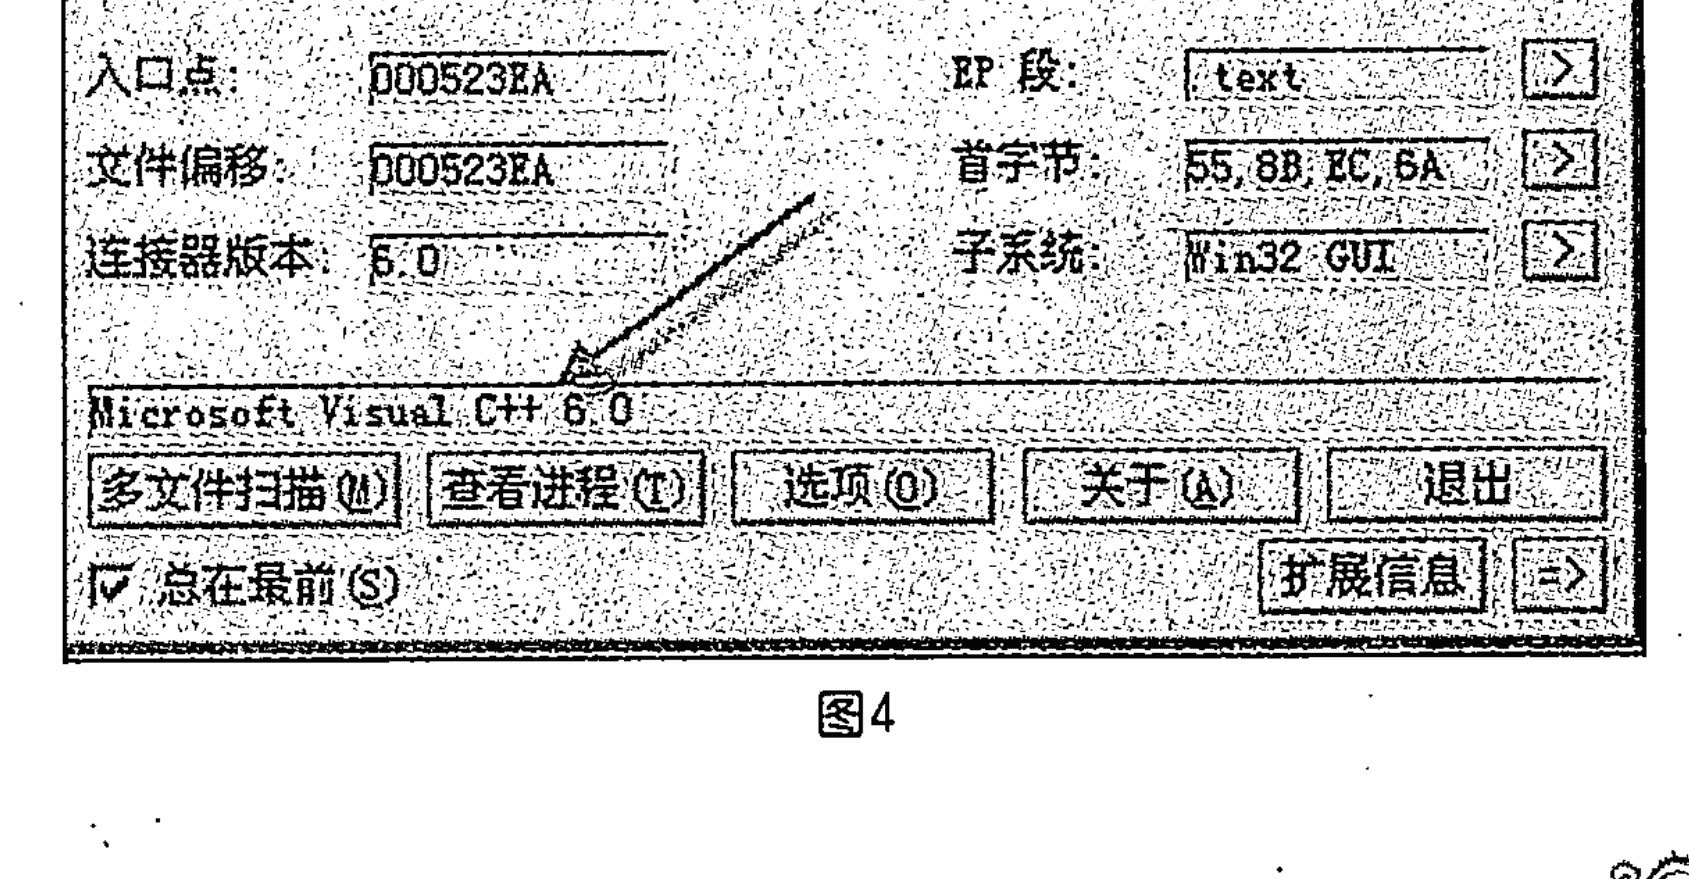 入口点: 000523EA EP 段: .text >
文件偏移: 000523EA 首字节: 55,8B,EC,6A >
连接器版本: 6.0 子系统: Win32 GUI >
Microsoft Visual C++ 6.0
多文件扫描(M) 查看进程(T) 选项(O) 关于(A) 退出
总在最前(S) 扩展信息 =>
图4